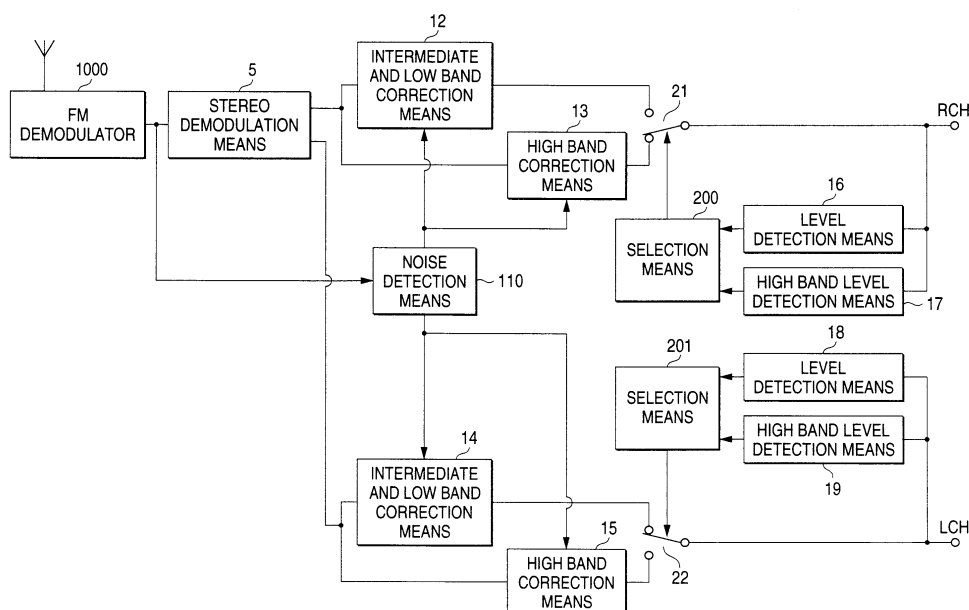 12
INTERMEDIATE
AND LOW BAND
CORRECTION
MEANS
1000
FM
DEMODULATOR
5
STEREO
DEMODULATION
MEANS
21
RCH
13
HIGH BAND
CORRECTION
MEANS
200
SELECTION
MEANS
16
LEVEL
DETECTION MEANS
HIGH BAND LEVEL
DETECTION MEANS
17
NOISE
DETECTION
MEANS
110
201
SELECTION
MEANS
18
LEVEL
DETECTION MEANS
HIGH BAND LEVEL
DETECTION MEANS
19
14
INTERMEDIATE
AND LOW BAND
CORRECTION
MEANS
15
HIGH BAND
CORRECTION
MEANS
22
LCH